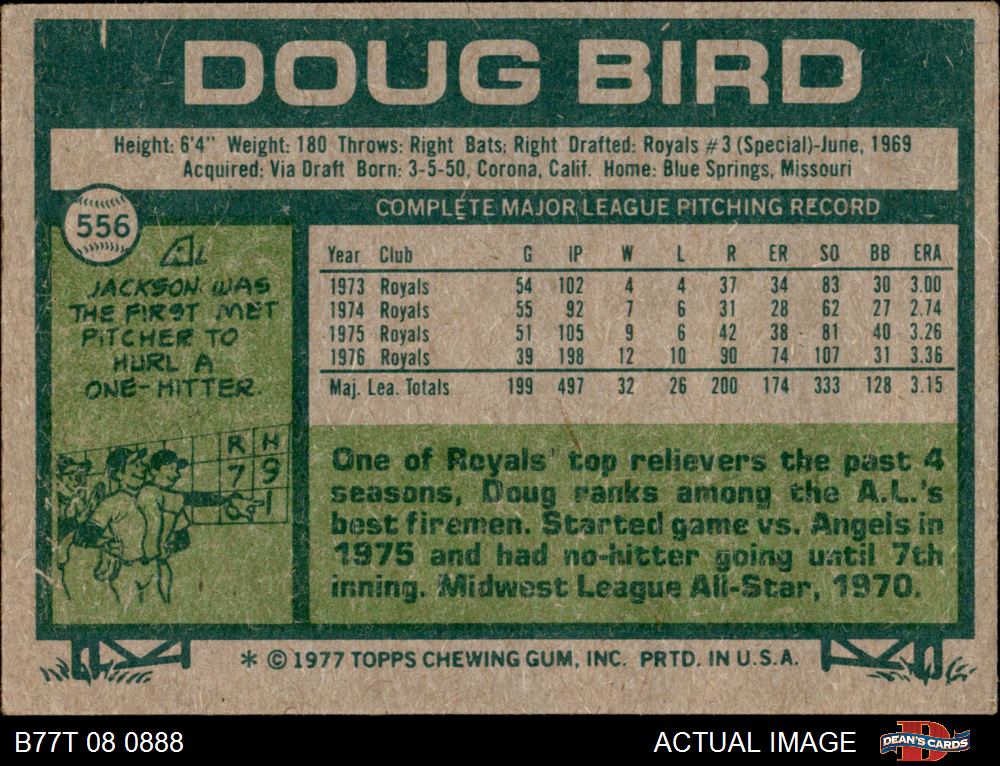 DOUG BIRD
Height: 6'4" Weight: 180 Throws: Right Bats: Right Drafted: Royals #3 (Special)-June, 1969
Acquired: Via Draft Born: 3-5-50, Corona, Calif. Home: Blue Springs, Missouri
556
COMPLETE MAJOR LEAGUE PITCHING RECORD
AL
JACKSON WAS
THE FIRST MET
PITCHER TO
HURL A
ONE-HITTER.
R H
7 9
0 1
Year Club G IP W L R ER SO BB ERA
1973 Royals 54 102 4 4 37 34 83 30 3.00
1974 Royals 55 92 7 6 31 28 62 27 2.74
1975 Royals 51 105 9 6 42 38 81 40 3.26
1976 Royals 39 198 12 10 90 74 107 31 3.36
Maj. Lea. Totals 199 497 32 26 200 174 333 128 3.15
One of Royals' top relievers the past 4
seasons, Doug ranks among the A.L.'s
best firemen. Started game vs. Angels in
1975 and had no-hitter going until 7th
inning. Midwest League All-Star, 1970.
* © 1977 TOPPS CHEWING GUM, INC. PRTD. IN U.S.A.
B77T 08 0888
ACTUAL IMAGE
DEAN'S CARDS